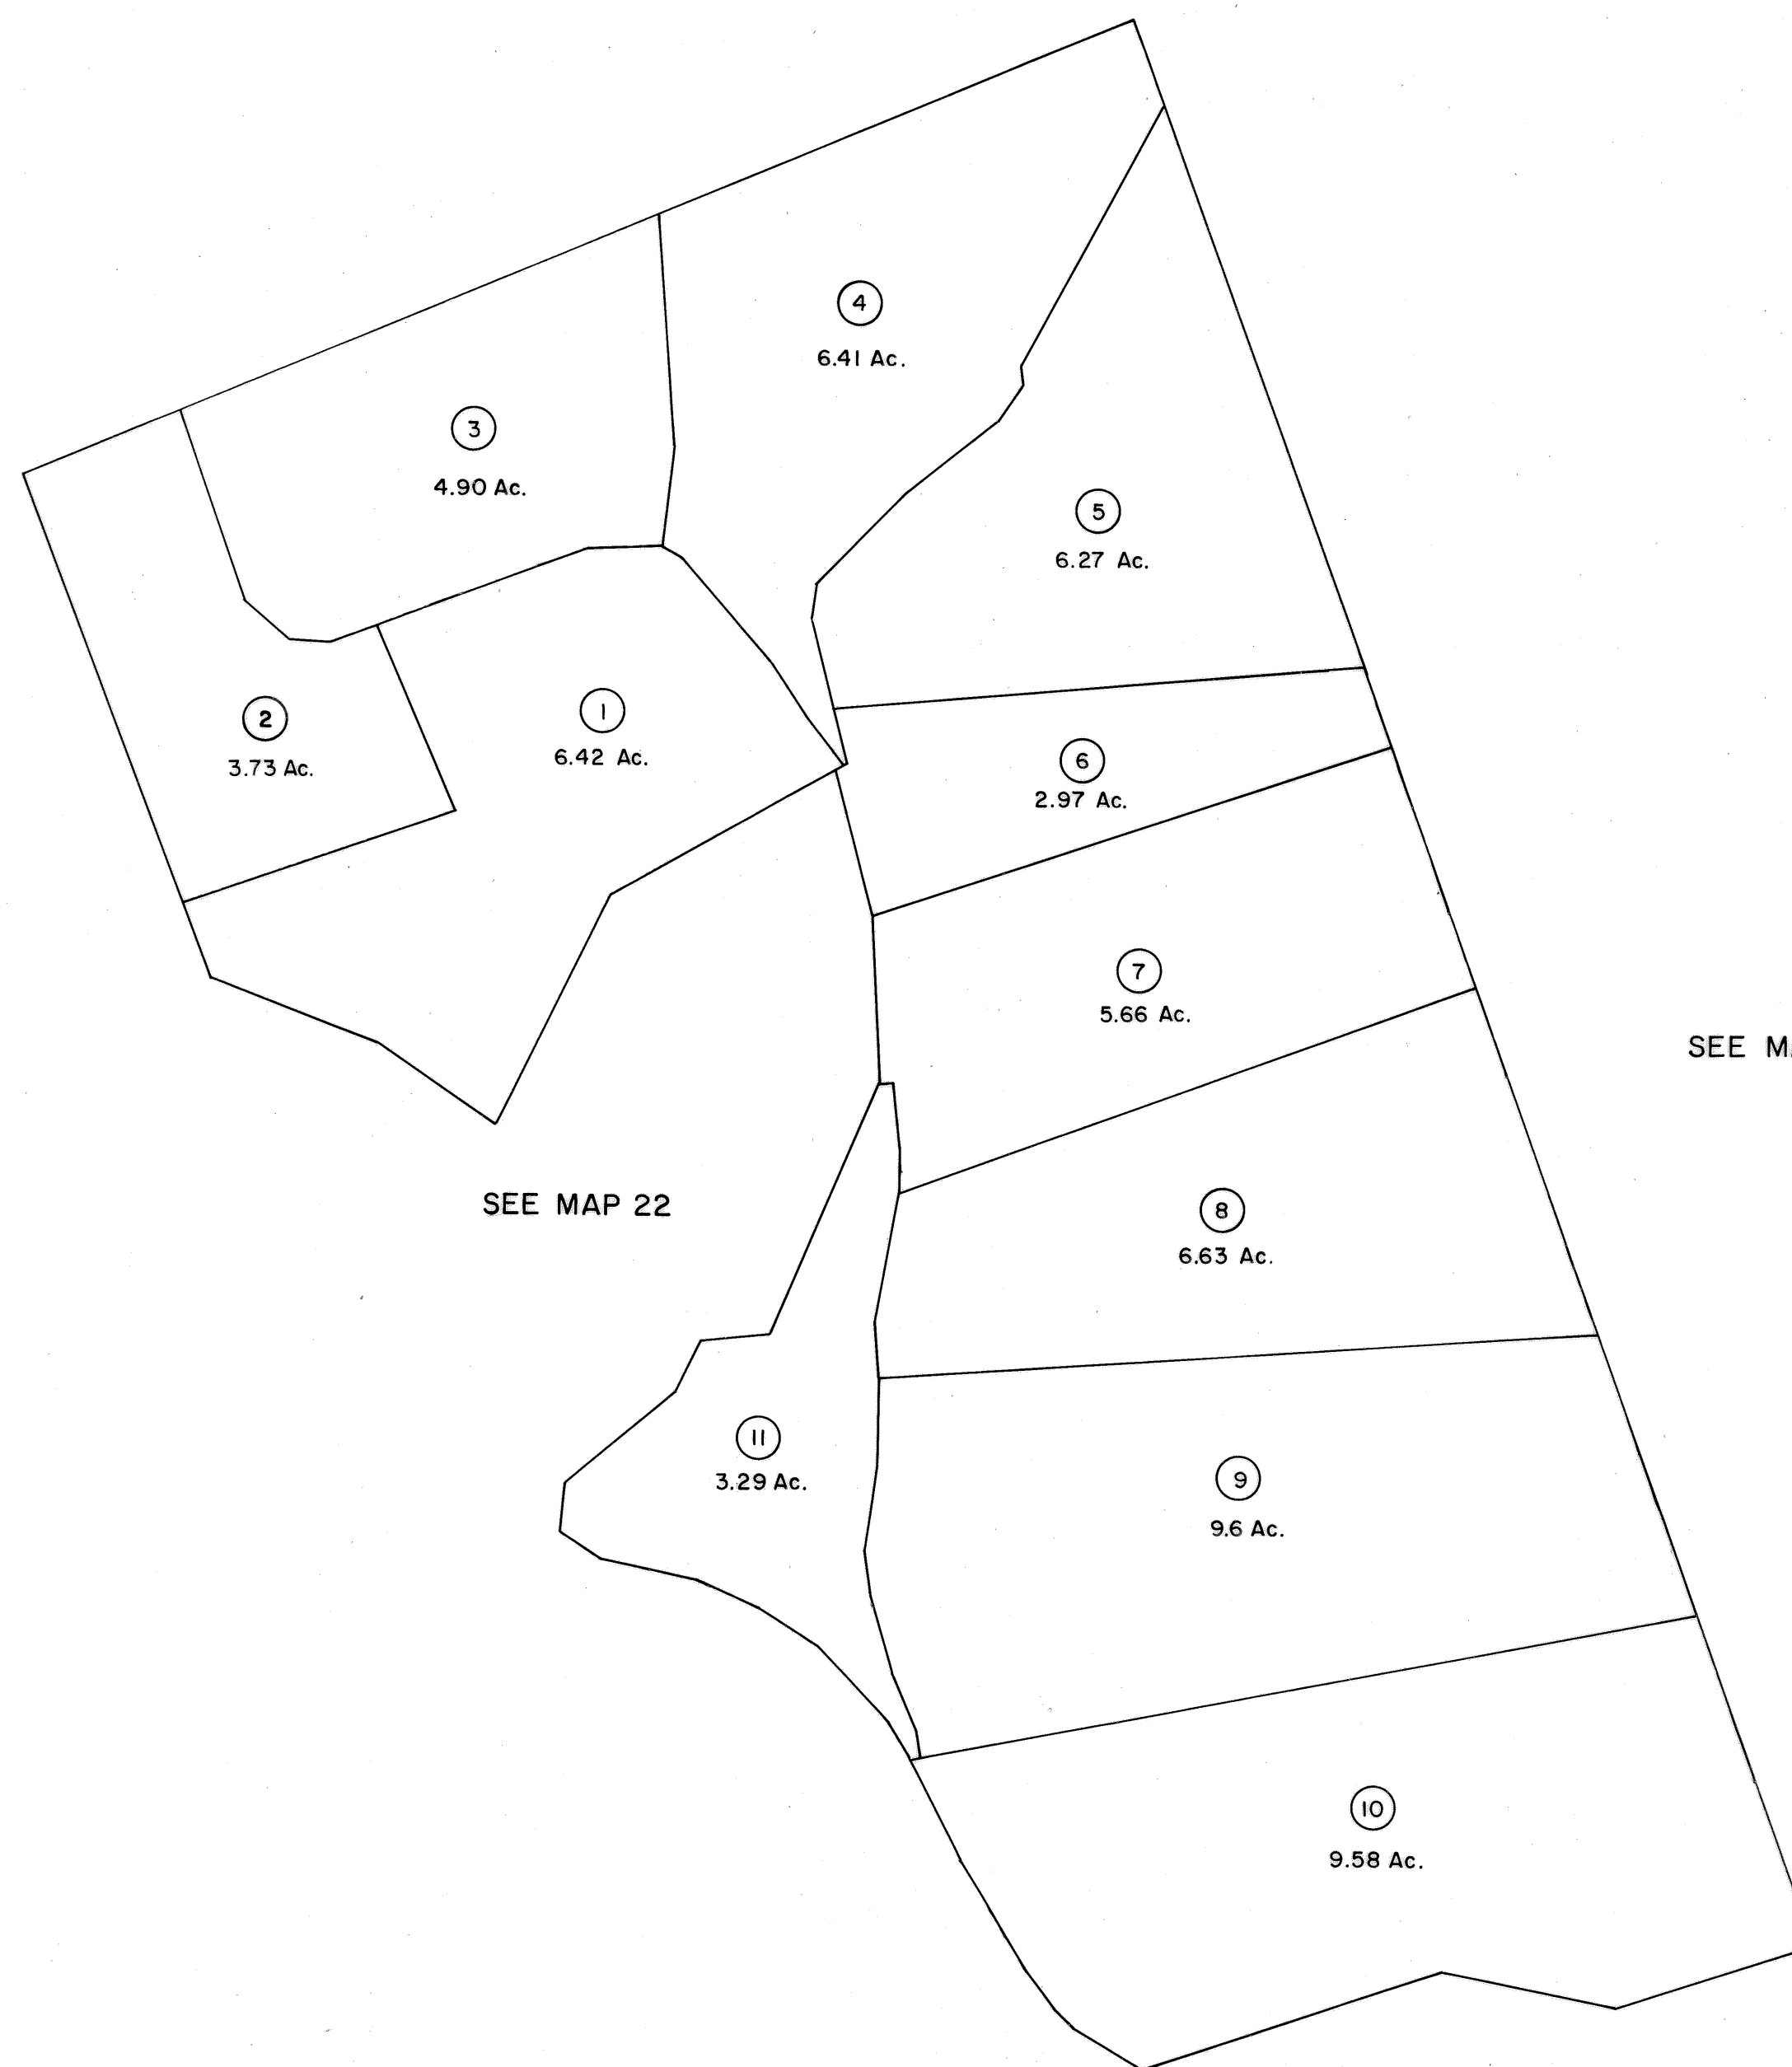 4
6.41 Ac.
3
4.90 Ac.
5
6.27 Ac.
2
3.73 Ac.
1
6.42 Ac.
6
2.97 Ac.
7
5.66 Ac.
SEE M
SEE MAP 22
8
6.63 Ac.
11
3.29 Ac.
9
9.6 Ac.
10
9.58 Ac.